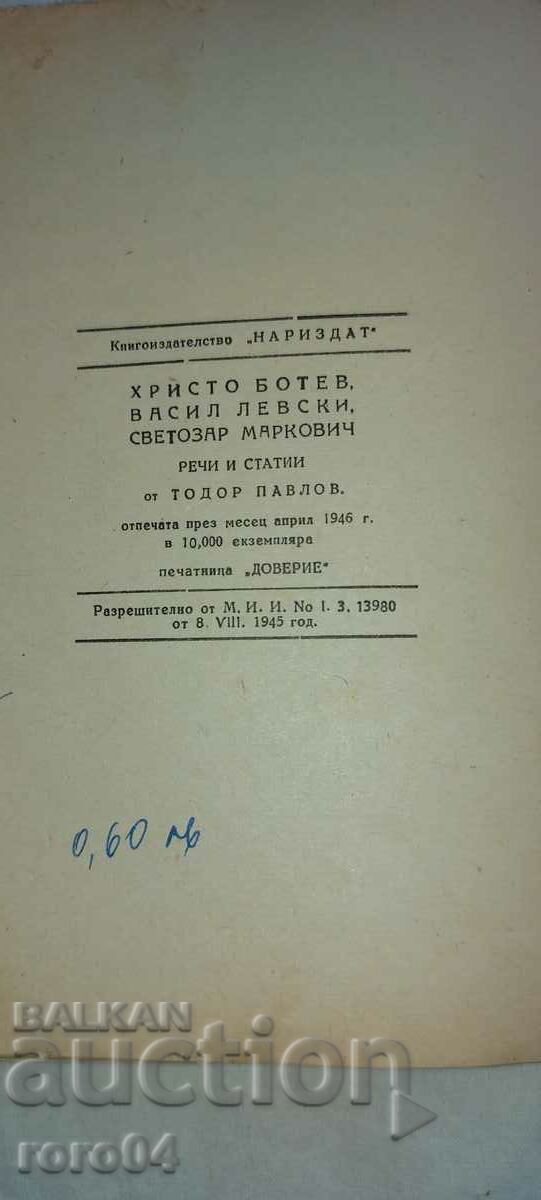 Книгоиздателство „НАРИЗДАТ“
ХРИСТО БОТЕВ,
ВАСИЛ ЛЕВСКИ,
СВЕТОЗАР МАРКОВИЧ
РЕЧИ И СТАТИИ
от ТОДОР ПАВЛОВ.
отпечата през месец април 1946 г.
в 10,000 екземпляра
печатница „ДОВЕРИЕ“
Разрешително от М. И. И. No I. 3. 13980
от 8. VIII. 1945 год.
0,60 лв
BALKAN
auction
roro04